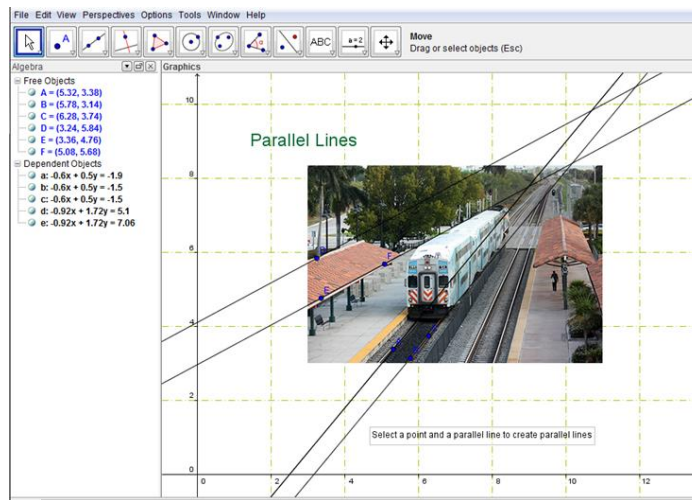 File Edit View Perspectives Options Tools Window Help
A
ABC
a=2
Move
Drag or select objects (Esc)
Algebra
Graphics
Free Objects
A = (5.32, 3.38)
B = (5.78, 3.14)
C = (6.28, 3.74)
D = (3.24, 5.84)
E = (3.36, 4.76)
F = (5.08, 5.68)
Dependent Objects
a: -0.6x + 0.5y = -1.9
b: -0.6x + 0.5y = -1.5
c: -0.6x + 0.5y = -1.5
d: -0.92x + 1.72y = 5.1
e: -0.92x + 1.72y = 7.06
10
Parallel Lines
8
6
F
E
4
Select a point and a parallel line to create parallel lines
2
0
0 2 4 6 8 10 12